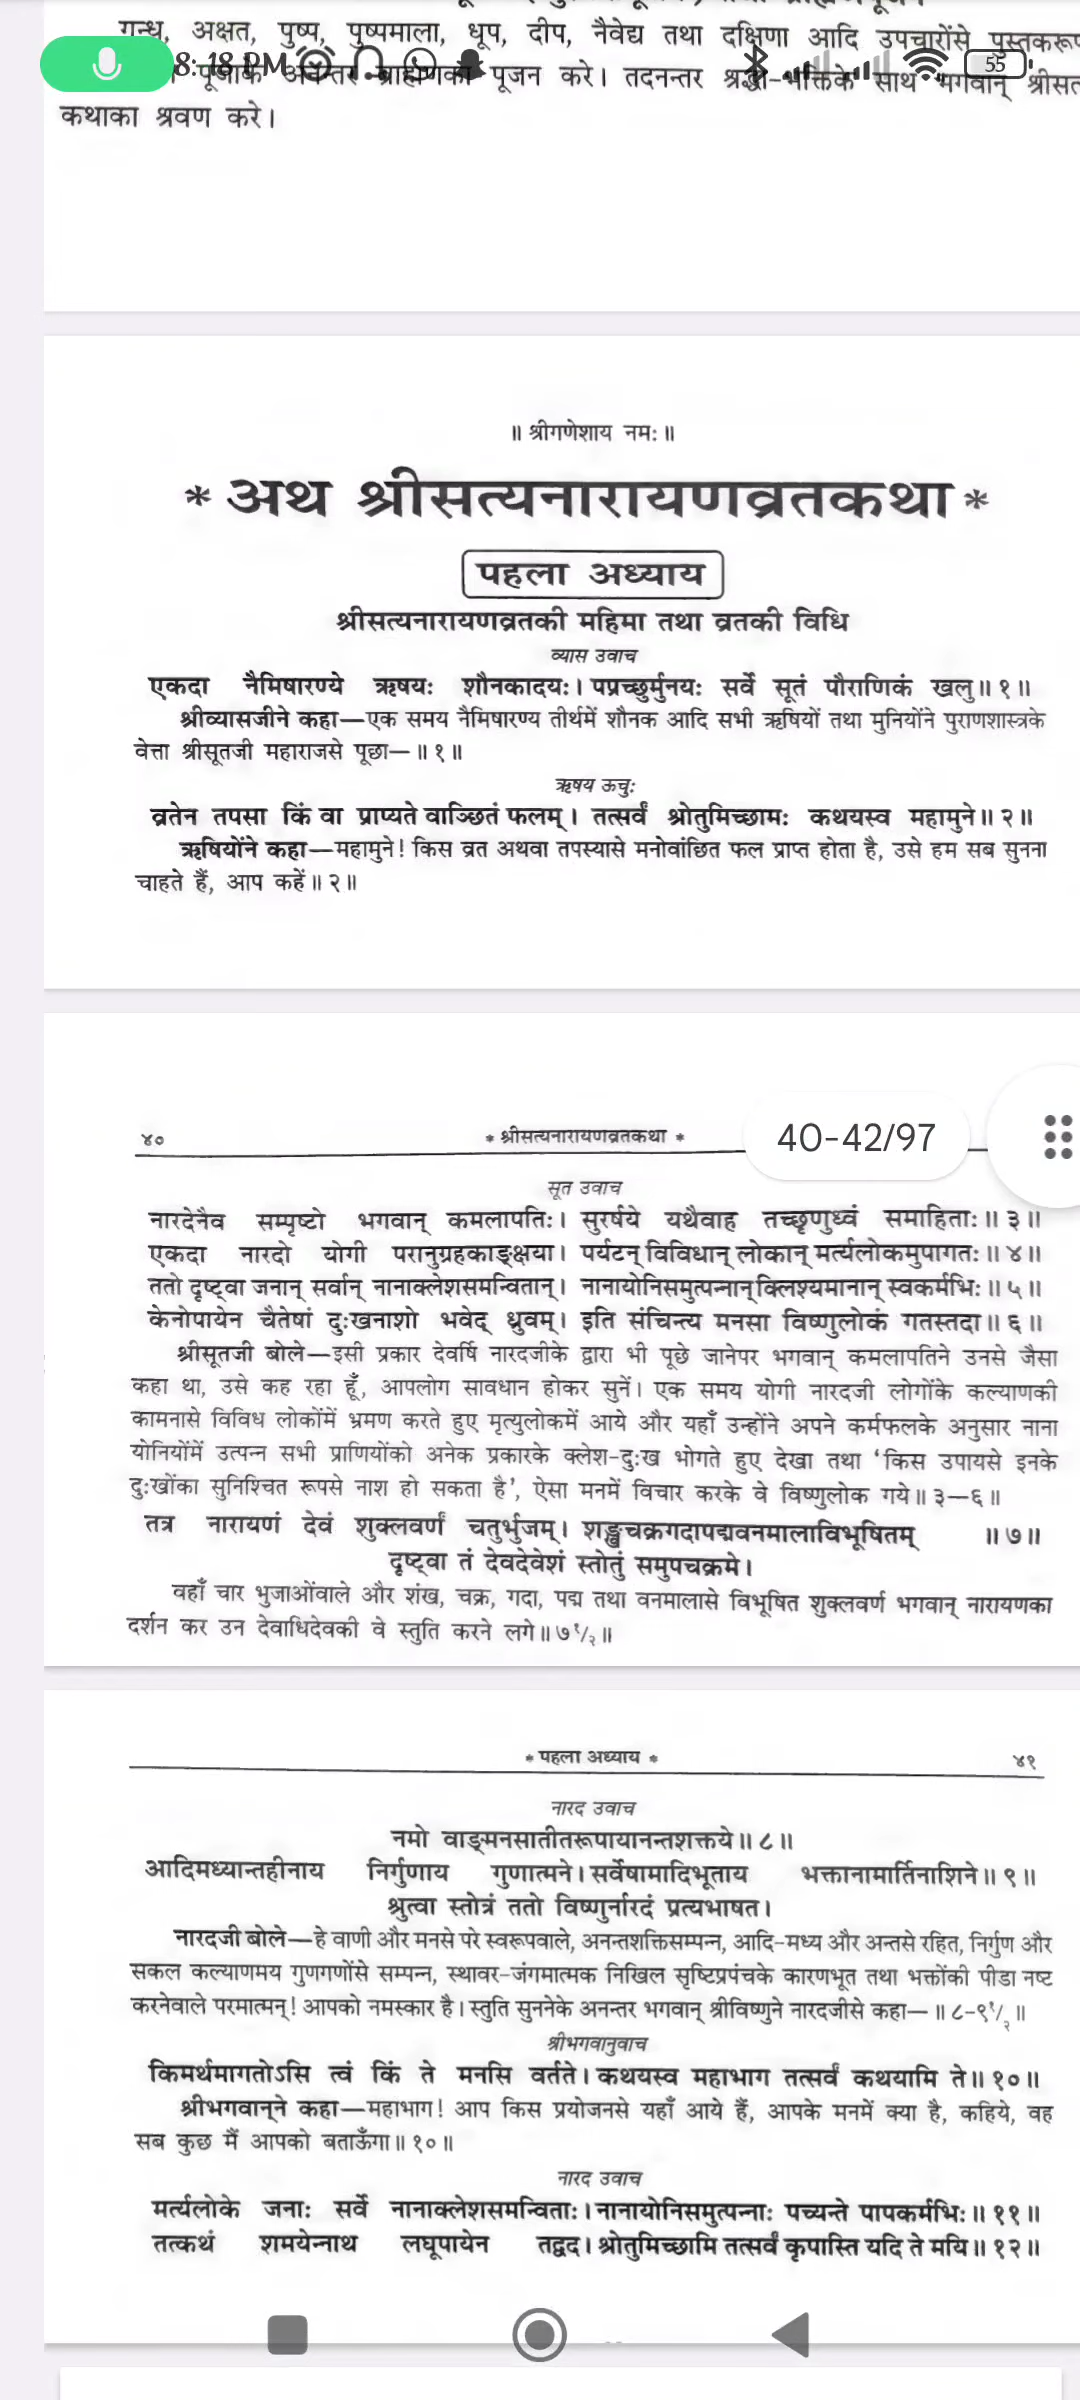 गन्ध, अक्षत, पुष्प, पुष्पमाला, धूप, दीप, नैवेद्य तथा दक्षिणा आदि उपचारोंसे पुस्तकरूप
8:18 PM
55
पूजाके अनन्तर ब्राह्मणका पूजन करे। तदनन्तर श्रद्धा-भक्तिके साथ भगवान् श्रीसत
कथाका श्रवण करे।
॥ श्रीगणेशाय नमः॥
* अथ श्रीसत्यनारायणव्रतकथा *
पहला अध्याय
श्रीसत्यनारायणव्रतकी महिमा तथा व्रतकी विधि
व्यास उवाच
एकदा नैमिषारण्ये ऋषयः शौनकादयः। पप्रच्छुर्मुनयः सर्वे सूतं पौराणिकं खलु॥ १॥
श्रीव्यासजीने कहा—एक समय नैमिषारण्य तीर्थमें शौनक आदि सभी ऋषियों तथा मुनियोंने पुराणशास्त्रके
वेत्ता श्रीसूतजी महाराजसे पूछा—॥ १॥
ऋषय ऊचुः
व्रतेन तपसा किं वा प्राप्यते वाञ्छितं फलम्। तत्सर्वं श्रोतुमिच्छामः कथयस्व महामुने॥ २॥
ऋषियोंने कहा—महामुने! किस व्रत अथवा तपस्यासे मनोवांछित फल प्राप्त होता है, उसे हम सब सुनना
चाहते हैं, आप कहें॥ २॥
४० * श्रीसत्यनारायणव्रतकथा *
40-42/97
सूत उवाच
नारदेनैव सम्पृष्टो भगवान् कमलापतिः। सुरर्षये यथैवाह तच्छृणुध्वं समाहिताः॥ ३॥
एकदा नारदो योगी परानुग्रहकाङ्क्षया। पर्यटन् विविधान् लोकान् मर्त्यलोकमुपागतः॥ ४॥
ततो दृष्ट्वा जनान् सर्वान् नानाक्लेशसमन्वितान्। नानायोनिसमुत्पन्नान् क्लिश्यमानान् स्वकर्मभिः॥ ५॥
केनोपायेन चैतेषां दुःखनाशो भवेद् ध्रुवम्। इति संचिन्त्य मनसा विष्णुलोकं गतस्तदा॥ ६॥
श्रीसूतजी बोले—इसी प्रकार देवर्षि नारदजीके द्वारा भी पूछे जानेपर भगवान् कमलापतिने उनसे जैसा
कहा था, उसे कह रहा हूँ, आपलोग सावधान होकर सुनें। एक समय योगी नारदजी लोगोंके कल्याणकी
कामनासे विविध लोकोंमें भ्रमण करते हुए मृत्युलोकमें आये और यहाँ उन्होंने अपने कर्मफलके अनुसार नाना
योनियोंमें उत्पन्न सभी प्राणियोंको अनेक प्रकारके क्लेश-दुःख भोगते हुए देखा तथा ‘किस उपायसे इनके
दुःखोंका सुनिश्चित रूपसे नाश हो सकता है’, ऐसा मनमें विचार करके वे विष्णुलोक गये॥ ३—६॥
तत्र नारायणं देवं शुक्लवर्णं चतुर्भुजम्। शङ्खचक्रगदापद्मवनमालाविभूषितम् ॥ ७॥
दृष्ट्वा तं देवदेवेशं स्तोतुं समुपचक्रमे।
वहाँ चार भुजाओंवाले और शंख, चक्र, गदा, पद्म तथा वनमालासे विभूषित शुक्लवर्ण भगवान् नारायणका
दर्शन कर उन देवाधिदेवकी वे स्तुति करने लगे॥ ७१/२॥
* पहला अध्याय * ४१
नारद उवाच
नमो वाङ्मनसातीतरूपायानन्तशक्तये॥ ८॥
आदिमध्यान्तहीनाय निर्गुणाय गुणात्मने। सर्वेषामादिभूताय भक्तानामार्तिनाशिने॥ ९॥
श्रुत्वा स्तोत्रं ततो विष्णुर्नारदं प्रत्यभाषत।
नारदजी बोले—हे वाणी और मनसे परे स्वरूपवाले, अनन्तशक्तिसम्पन्न, आदि-मध्य और अन्तसे रहित, निर्गुण और
सकल कल्याणमय गुणगणोंसे सम्पन्न, स्थावर-जंगमात्मक निखिल सृष्टिप्रपंचके कारणभूत तथा भक्तोंकी पीडा नष्ट
करनेवाले परमात्मन्! आपको नमस्कार है। स्तुति सुननेके अनन्तर भगवान् श्रीविष्णुने नारदजीसे कहा—॥ ८-९१/२॥
श्रीभगवानुवाच
किमर्थमागतोऽसि त्वं किं ते मनसि वर्तते। कथयस्व महाभाग तत्सर्वं कथयामि ते॥ १०॥
श्रीभगवान्‌ने कहा—महाभाग! आप किस प्रयोजनसे यहाँ आये हैं, आपके मनमें क्या है, कहिये, वह
सब कुछ मैं आपको बताऊँगा॥ १०॥
नारद उवाच
मर्त्यलोके जनाः सर्वे नानाक्लेशसमन्विताः। नानायोनिसमुत्पन्नाः पच्यन्ते पापकर्मभिः॥ ११॥
तत्कथं शमयेन्नाथ लघूपायेन तद्वद। श्रोतुमिच्छामि तत्सर्वं कृपास्ति यदि ते मयि॥ १२॥